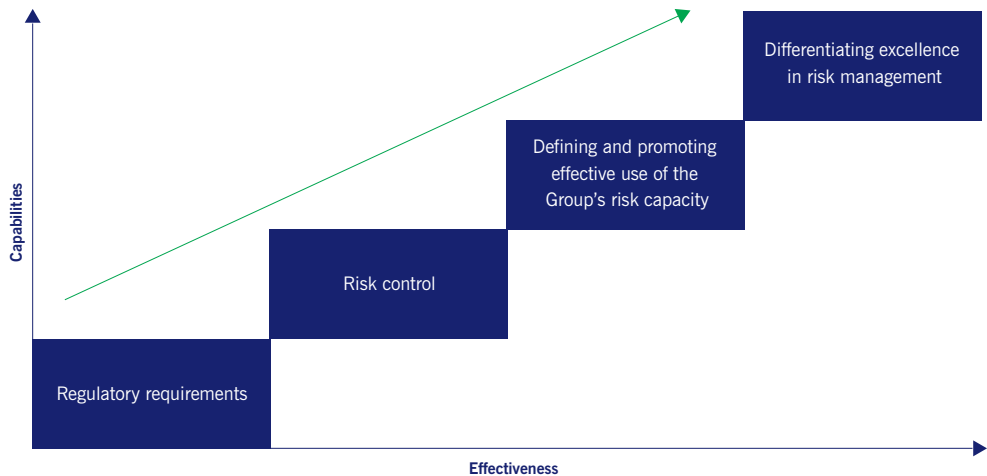 Differentiating excellence
in risk management
Defining and promoting
effective use of the
Group's risk capacity
Risk control
Regulatory requirements
Capabilities
Effectiveness